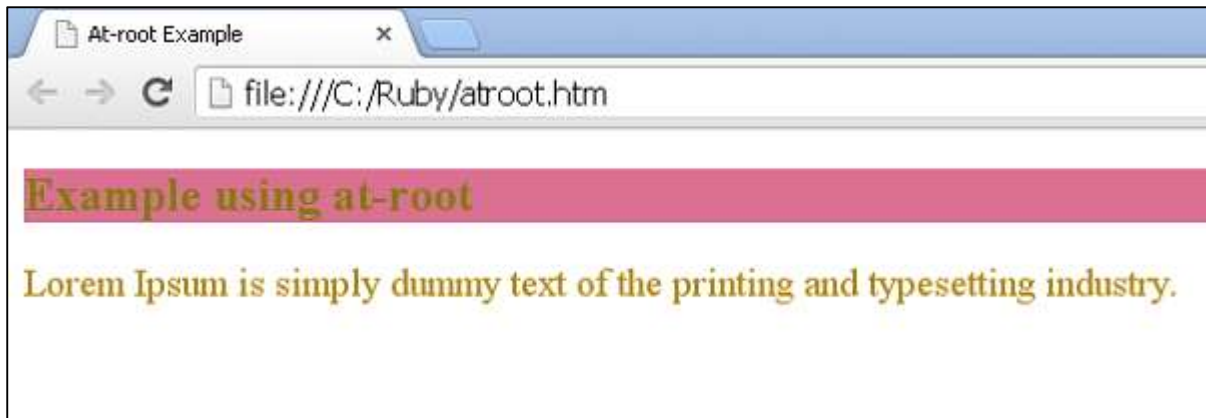 At-root Example
file:///C:/Ruby/atroot.htm
Example using at-root
Lorem Ipsum is simply dummy text of the printing and typesetting industry.